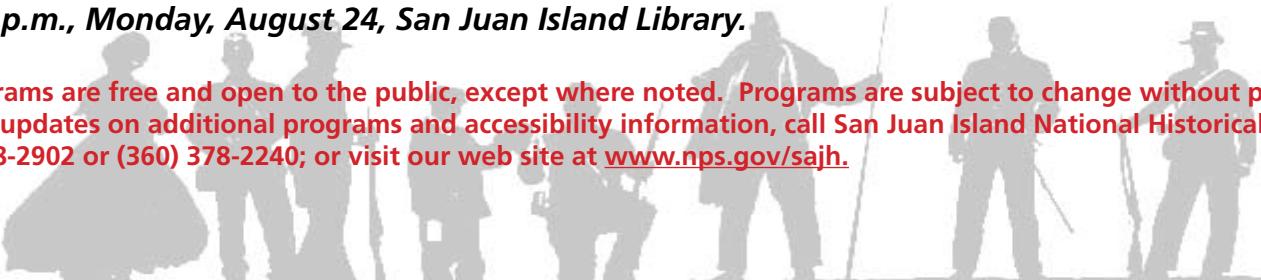 p.m., Monday, August 24, San Juan Island Library.
rams are free and open to the public, except where noted. Programs are subject to change without p
updates on additional programs and accessibility information, call San Juan Island National Historical
8-2902 or (360) 378-2240; or visit our web site at www.nps.gov/sajh.